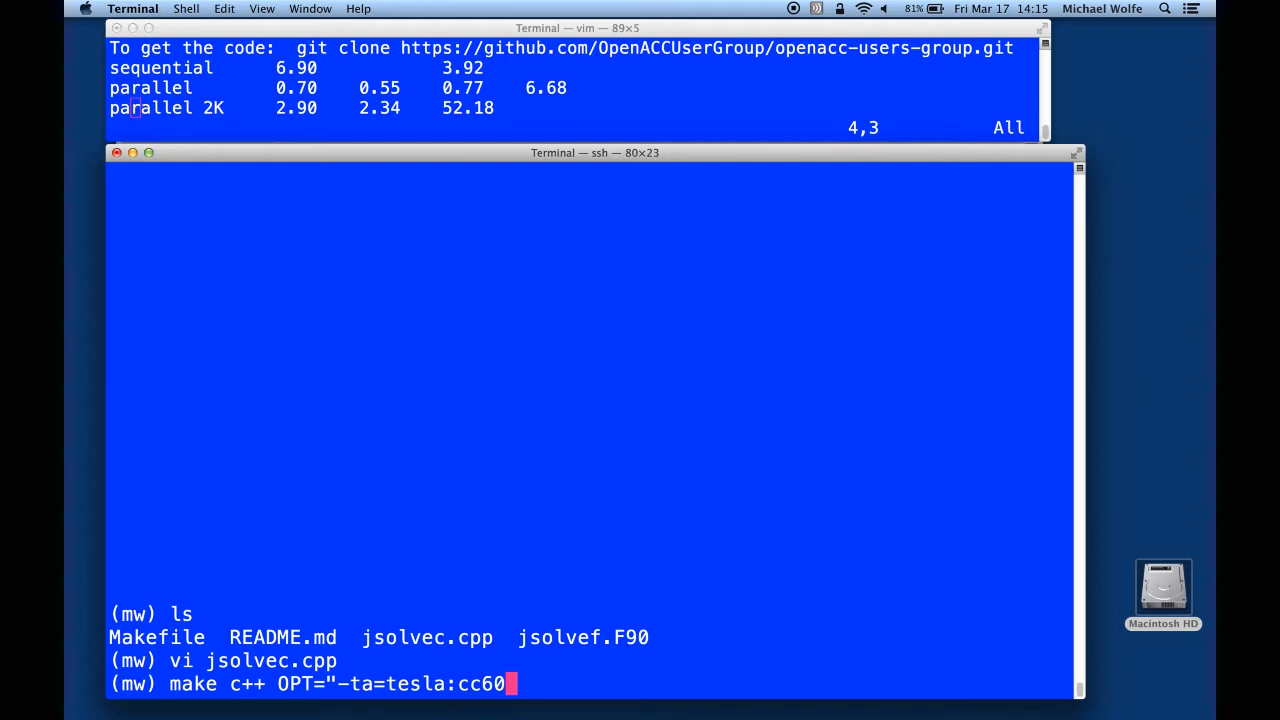 Terminal Shell Edit View Window Help 81% Fri Mar 17 14:15 Michael Wolfe
Terminal — vim — 89×5
To get the code: git clone https://github.com/OpenACCUserGroup/openacc-users-group.git
sequential 6.90 3.92
parallel 0.70 0.55 0.77 6.68
parallel 2K 2.90 2.34 52.18
4,3 All
Terminal — ssh — 80×23
(mw) ls
Makefile README.md jsolvec.cpp jsolvef.F90
(mw) vi jsolvec.cpp
(mw) make c++ OPT="-ta=tesla:cc60
Macintosh HD